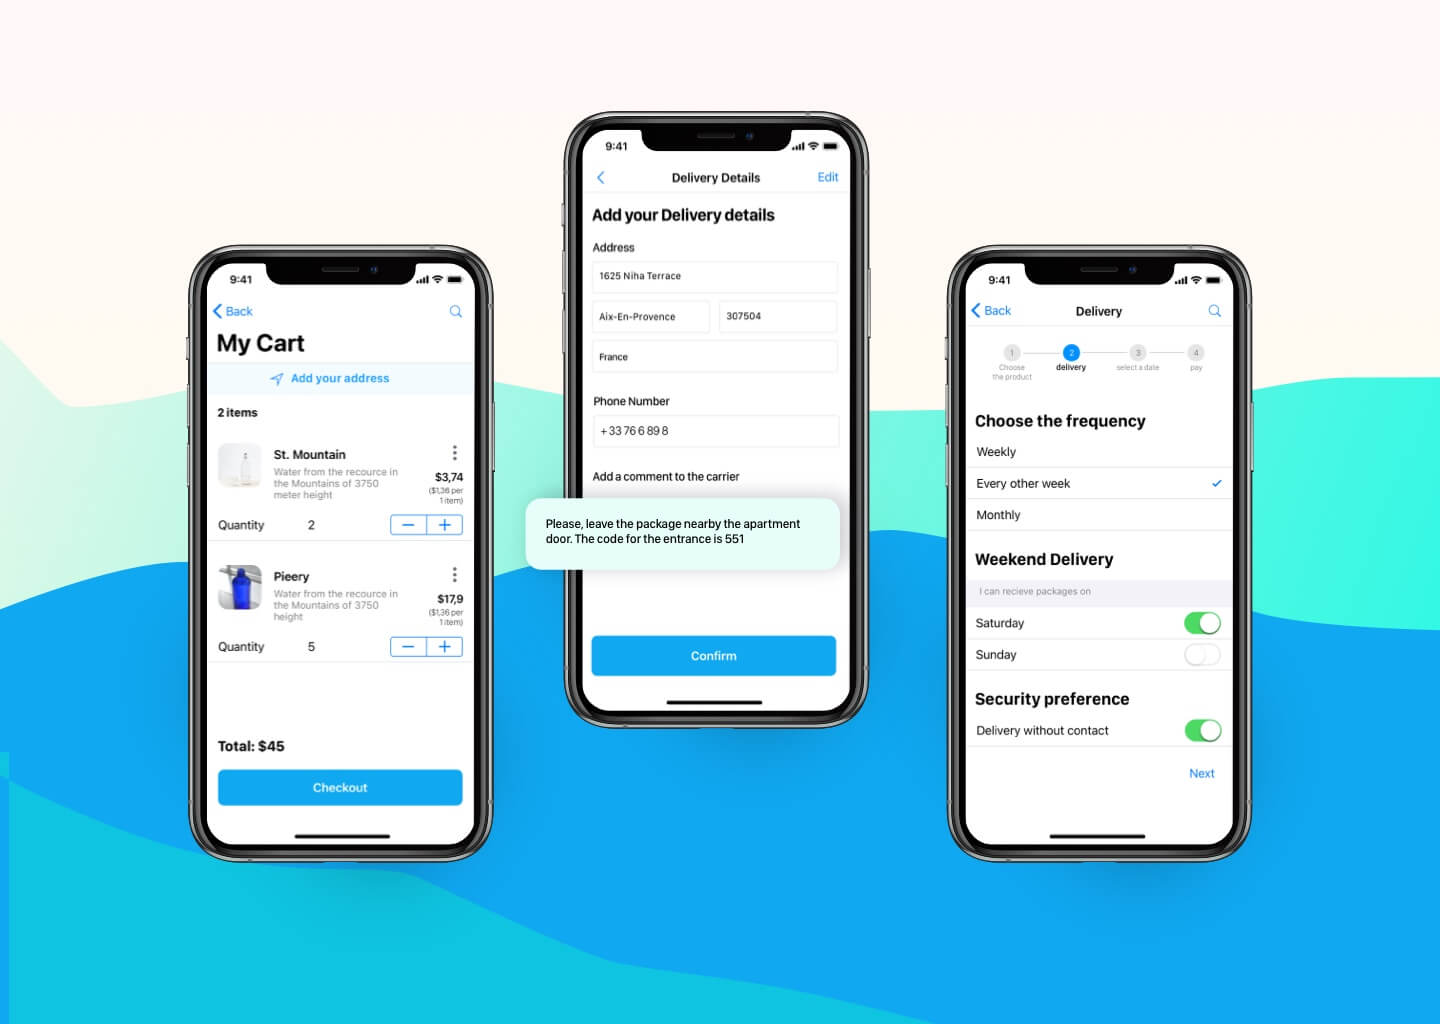 9:41
Back
My Cart
Add your address
2 items
St. Mountain
Water from the recource in
the Mountains of 3750
meter height
$3,74
($1,36 per
1 item)
Quantity 2
Pieery
Water from the recource in
the Mountains of 3750
height
$17,9
($1,36 per
1 item)
Quantity 5
Total: $45
Checkout
9:41
Delivery Details Edit
Add your Delivery details
Address
1625 Niha Terrace
Aix-En-Provence 307504
France
Phone Number
+ 33 76 6 89 8
Add a comment to the carrier
Please, leave the package nearby the apartment
door. The code for the entrance is 551
Confirm
9:41
Back Delivery
1 2 3 4
Choose
the product
delivery
select a date
pay
Choose the frequency
Weekly
Every other week
Monthly
Weekend Delivery
I can recieve packages on
Saturday
Sunday
Security preference
Delivery without contact
Next